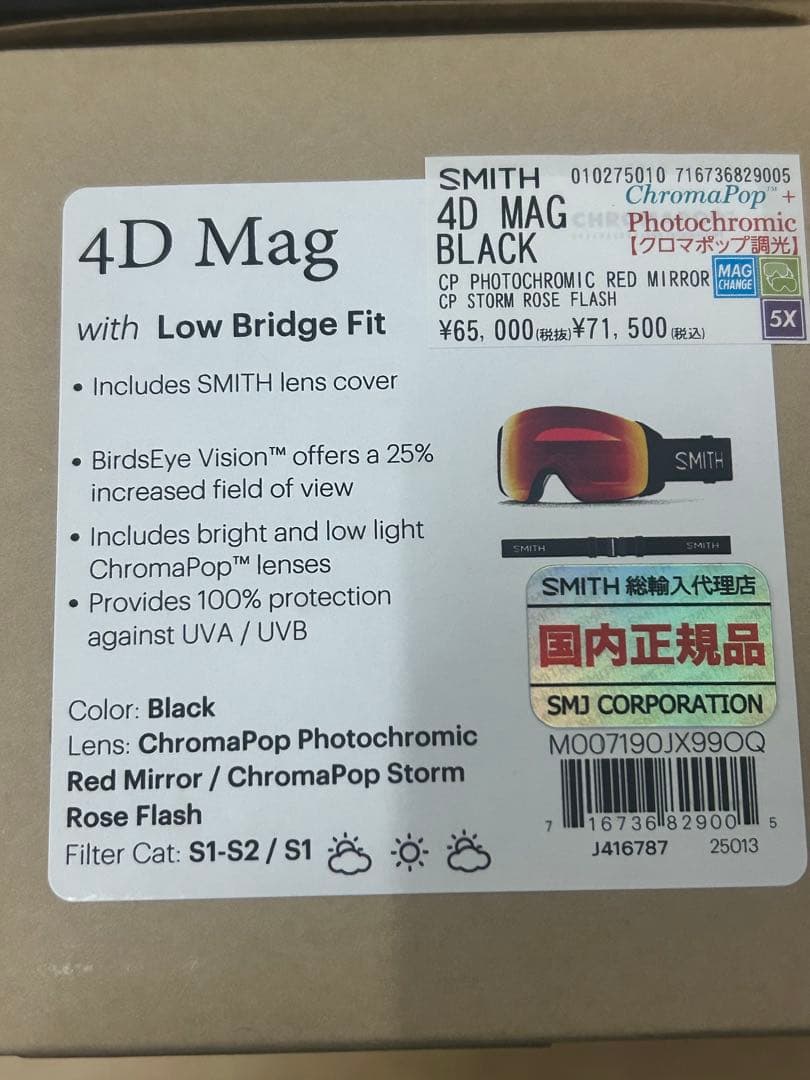 SMITH 010275010 716736829005
ChromaPop™ +
4D MAG
Photochromic
BLACK
【クロマポップ調光】
CP PHOTOCHROMIC RED MIRROR
CP STORM ROSE FLASH
MAG
CHANGE
¥65,000(税抜)¥71,500(税込)
5X
4D Mag
with Low Bridge Fit
• Includes SMITH lens cover
• BirdsEye Vision™ offers a 25%
increased field of view
• Includes bright and low light
ChromaPop™ lenses
• Provides 100% protection
against UVA / UVB
SMITH
SMITH SMITH
SMITH 総輸入代理店
国内正規品
SMJ CORPORATION
Color: Black
Lens: ChromaPop Photochromic
Red Mirror / ChromaPop Storm
Rose Flash
Filter Cat: S1-S2 / S1
M007190JX99OQ
7 16736 82900 5
J416787 25013